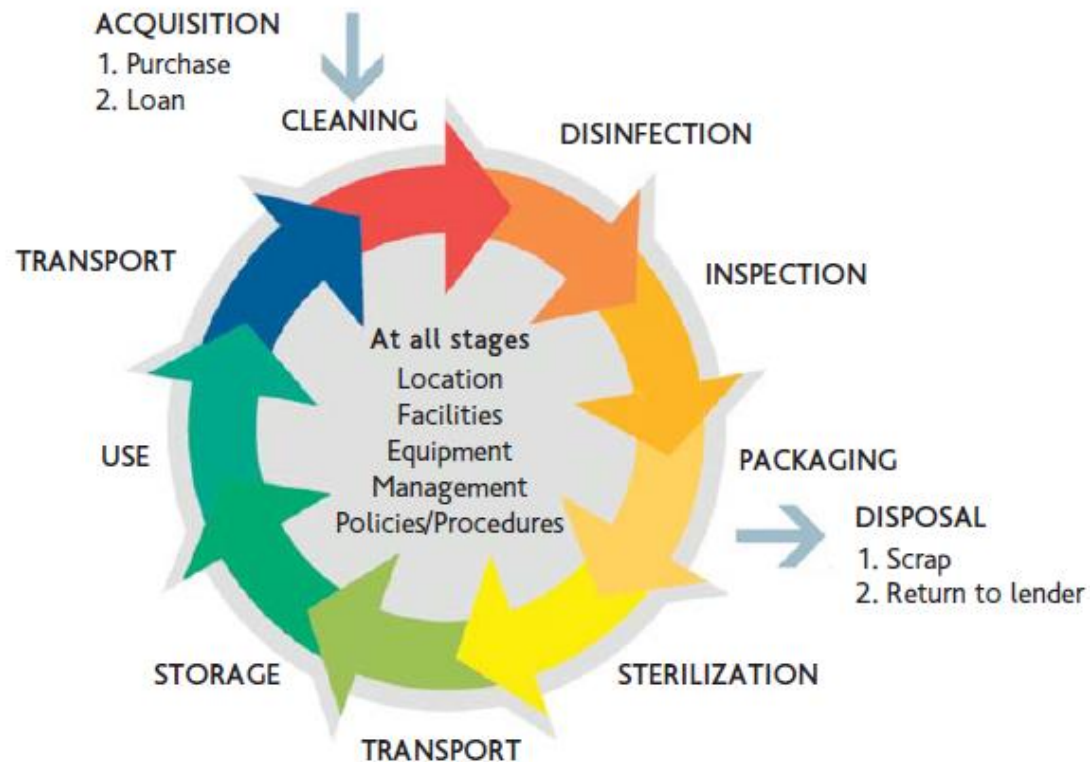 ACQUISITION
1. Purchase
2. Loan
CLEANING
DISINFECTION
TRANSPORT
INSPECTION
At all stages
Location
Facilities
Equipment
Management
Policies/Procedures
USE
PACKAGING
DISPOSAL
1. Scrap
2. Return to lender
STORAGE
STERILIZATION
TRANSPORT